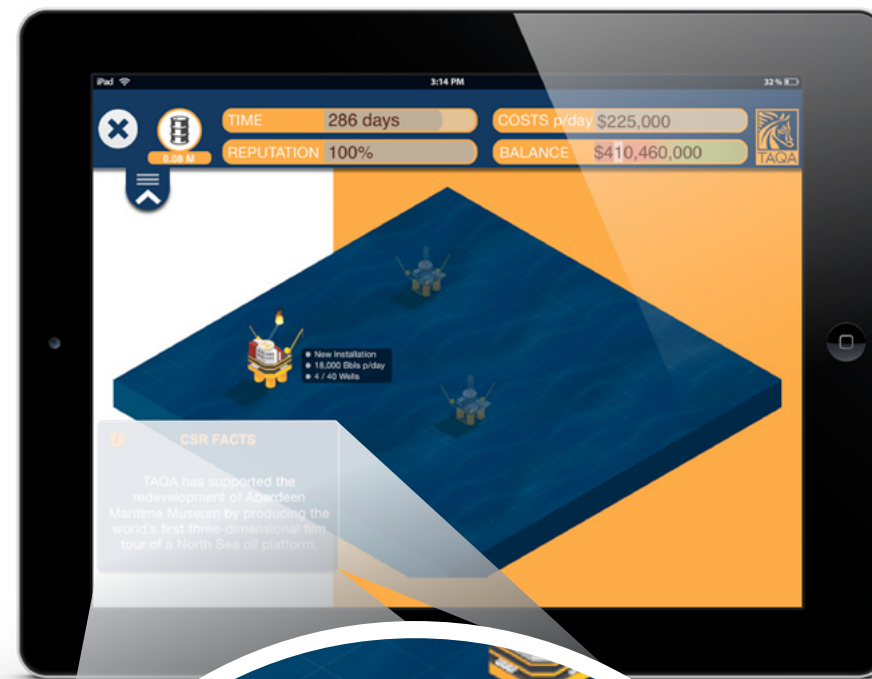 iPad
3:14 PM
32%
TIME 286 days
COSTS p/day $225,000
0.08 M
REPUTATION 100%
BALANCE $410,460,000
TAQA
New Installation
18,000 Bbls p/day
4 / 40 Wells
CSR FACTS
TAQA has supported the
redevelopment of Aberdeen
Maritime Museum by producing the
world's first three-dimensional film
tour of a North Sea oil platform.